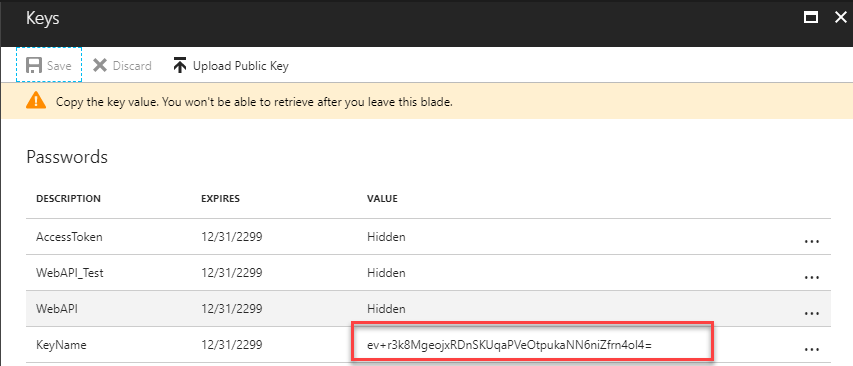 Keys
Save Discard Upload Public Key
Copy the key value. You won't be able to retrieve after you leave this blade.
Passwords
DESCRIPTION EXPIRES VALUE
AccessToken 12/31/2299 Hidden ...
WebAPI_Test 12/31/2299 Hidden ...
WebAPI 12/31/2299 Hidden ...
KeyName 12/31/2299 ev+r3k8MgeojxRDnSKUqaPVeOtpukaNN6niZfrn4ol4= ...